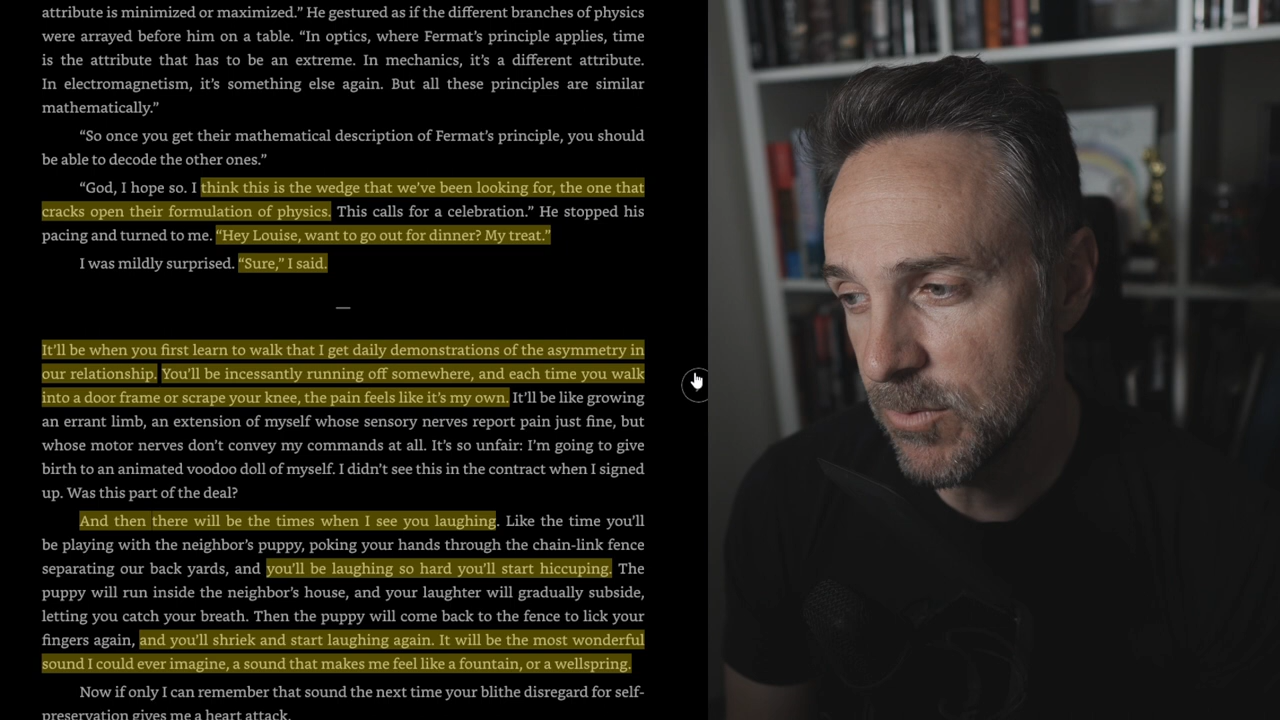 attribute is minimized or maximized.” He gestured as if the different branches of physics
were arrayed before him on a table. “In optics, where Fermat’s principle applies, time
is the attribute that has to be an extreme. In mechanics, it’s a different attribute.
In electromagnetism, it’s something else again. But all these principles are similar
mathematically.”
“So once you get their mathematical description of Fermat’s principle, you should
be able to decode the other ones.”
“God, I hope so. I think this is the wedge that we’ve been looking for, the one that
cracks open their formulation of physics. This calls for a celebration.” He stopped his
pacing and turned to me. “Hey Louise, want to go out for dinner? My treat.”
I was mildly surprised. “Sure,” I said.
—
It’ll be when you first learn to walk that I get daily demonstrations of the asymmetry in
our relationship. You’ll be incessantly running off somewhere, and each time you walk
into a door frame or scrape your knee, the pain feels like it’s my own. It’ll be like growing
an errant limb, an extension of myself whose sensory nerves report pain just fine, but
whose motor nerves don’t convey my commands at all. It’s so unfair: I’m going to give
birth to an animated voodoo doll of myself. I didn’t see this in the contract when I signed
up. Was this part of the deal?
And then there will be the times when I see you laughing. Like the time you’ll
be playing with the neighbor’s puppy, poking your hands through the chain-link fence
separating our back yards, and you’ll be laughing so hard you’ll start hiccuping. The
puppy will run inside the neighbor’s house, and your laughter will gradually subside,
letting you catch your breath. Then the puppy will come back to the fence to lick your
fingers again, and you’ll shriek and start laughing again. It will be the most wonderful
sound I could ever imagine, a sound that makes me feel like a fountain, or a wellspring.
Now if only I can remember that sound the next time your blithe disregard for self-
preservation gives me a heart attack.